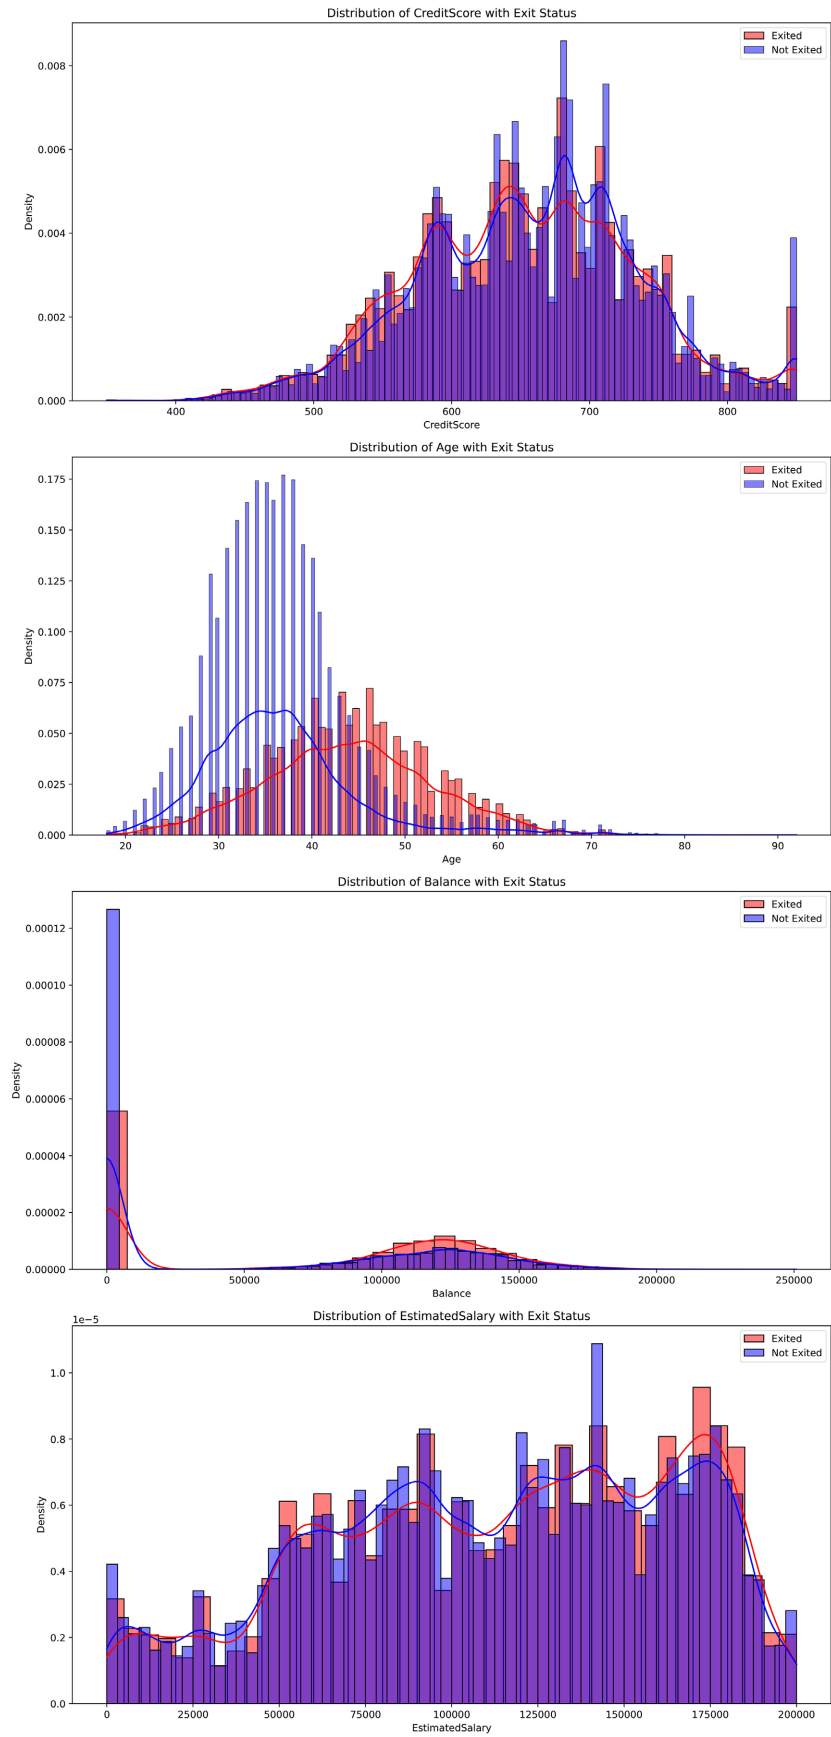 Distribution of CreditScore with Exit Status
Exited
Not Exited
0.008
0.006
0.004
0.002
0.000
Density
400 500 600 700 800
CreditScore
Distribution of Age with Exit Status
Exited
Not Exited
0.175
0.150
0.125
0.100
0.075
0.050
0.025
0.000
Density
20 30 40 50 60 70 80 90
Age
Distribution of Balance with Exit Status
Exited
Not Exited
0.00012
0.00010
0.00008
0.00006
0.00004
0.00002
0.00000
Density
0 50000 100000 150000 200000 250000
Balance
Distribution of EstimatedSalary with Exit Status
1e−5
Exited
Not Exited
1.0
0.8
0.6
0.4
0.2
0.0
Density
0 25000 50000 75000 100000 125000 150000 175000 200000
EstimatedSalary